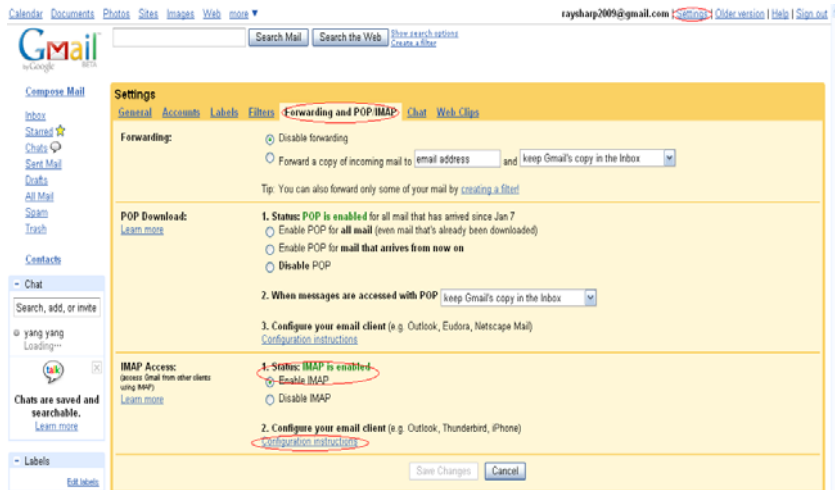 Calendar Documents Photos Sites Images Web more ▼
raysharp2009@gmail.com | Settings | Older version | Help | Sign out
Gmail
by Google BETA
Search Mail Search the Web Show search options
Create a filter
Compose Mail
Inbox
Starred
Chats
Sent Mail
Drafts
All Mail
Spam
Trash
Contacts
- Chat
Search, add, or invite
yang yang
Loading...
talk
Chats are saved and
searchable.
Learn more
- Labels
Edit labels
Settings
General Accounts Labels Filters Forwarding and POP/IMAP Chat Web Clips
Forwarding:
Disable forwarding
Forward a copy of incoming mail to email address and keep Gmail's copy in the Inbox
Tip: You can also forward only some of your mail by creating a filter!
POP Download:
Learn more
1. Status: POP is enabled for all mail that has arrived since Jan 7
Enable POP for all mail (even mail that's already been downloaded)
Enable POP for mail that arrives from now on
Disable POP
2. When messages are accessed with POP keep Gmail's copy in the Inbox
3. Configure your email client (e.g. Outlook, Eudora, Netscape Mail)
Configuration instructions
IMAP Access:
(access Gmail from other clients
using IMAP)
Learn more
1. Status: IMAP is enabled
Enable IMAP
Disable IMAP
2. Configure your email client (e.g. Outlook, Thunderbird, iPhone)
Configuration instructions
Save Changes Cancel